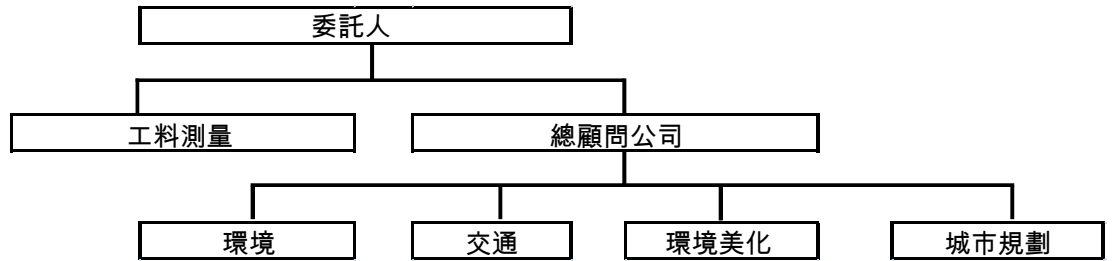 委託人
工料測量
總顧問公司
環境
交通
環境美化
城市規劃